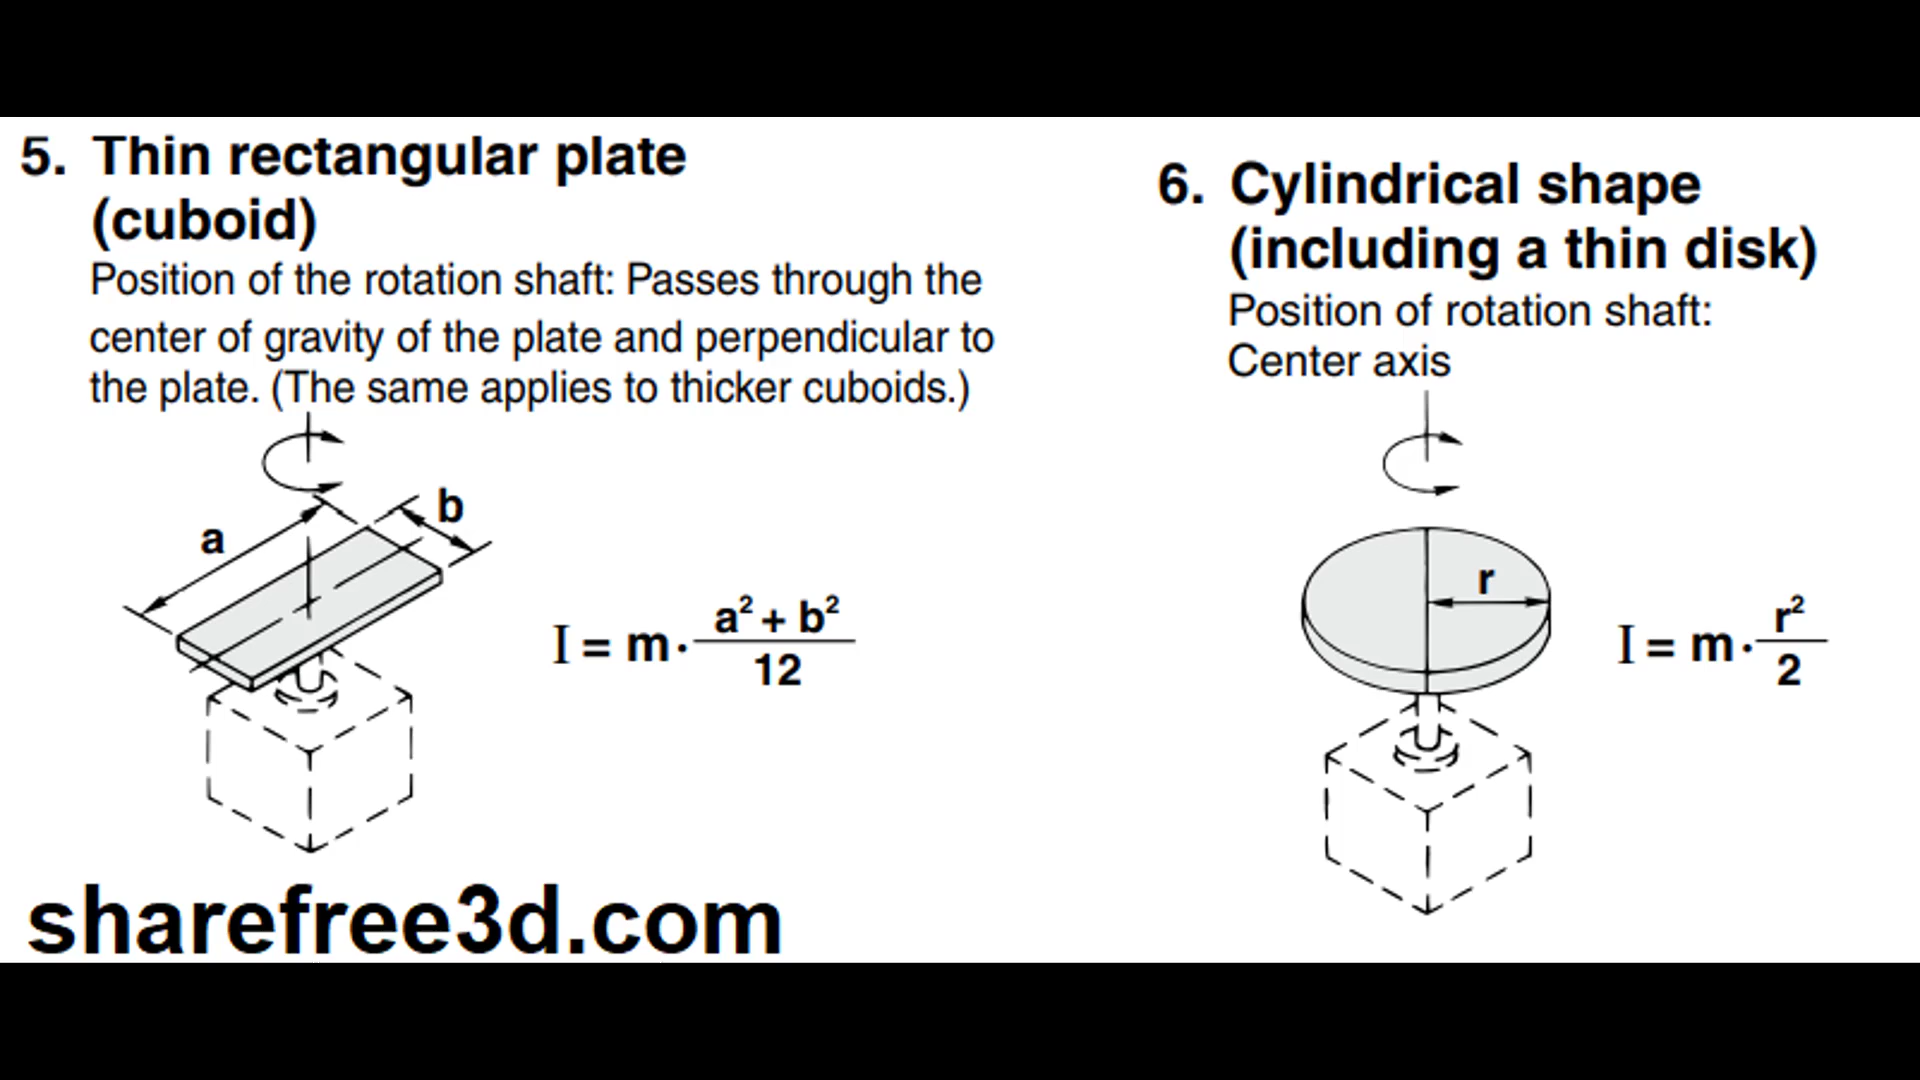 5. Thin rectangular plate
(cuboid)
Position of the rotation shaft: Passes through the
center of gravity of the plate and perpendicular to
the plate. (The same applies to thicker cuboids.)
a
b
I = m · a² + b² / 12
6. Cylindrical shape
(including a thin disk)
Position of rotation shaft:
Center axis
r
I = m · r² / 2
sharefree3d.com